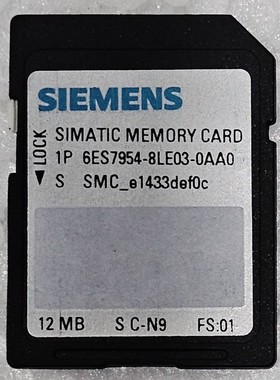 SIEMENS
LOCK
SIMATIC MEMORY CARD
1P 6ES7954-8LE03-0AA0
S SMC_e1433def0c
12 MB S C-N9 FS:01